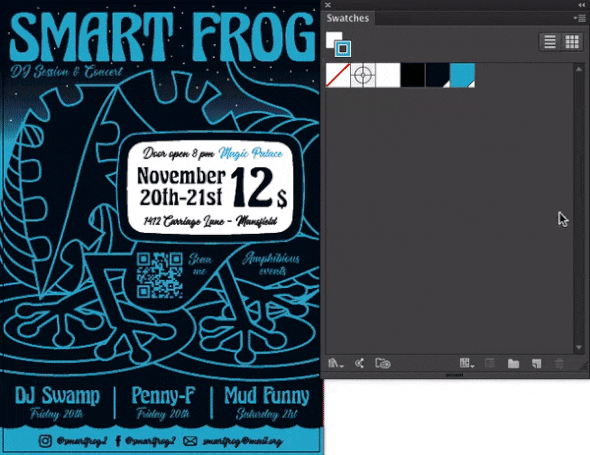 SMART FROG
DJ Session & Concert
Door open 8 pm Magic Palace
November
20th-21st
12$
1412 Carriage Lane - Mansfield
Scan
me
Amphibious
events
DJ Swamp
Friday 20th
Penny-F
Friday 20th
Mud Funny
Saturday 21st
@smartfrog2
@smartfrog2
smartfrog@mail.org
Swatches